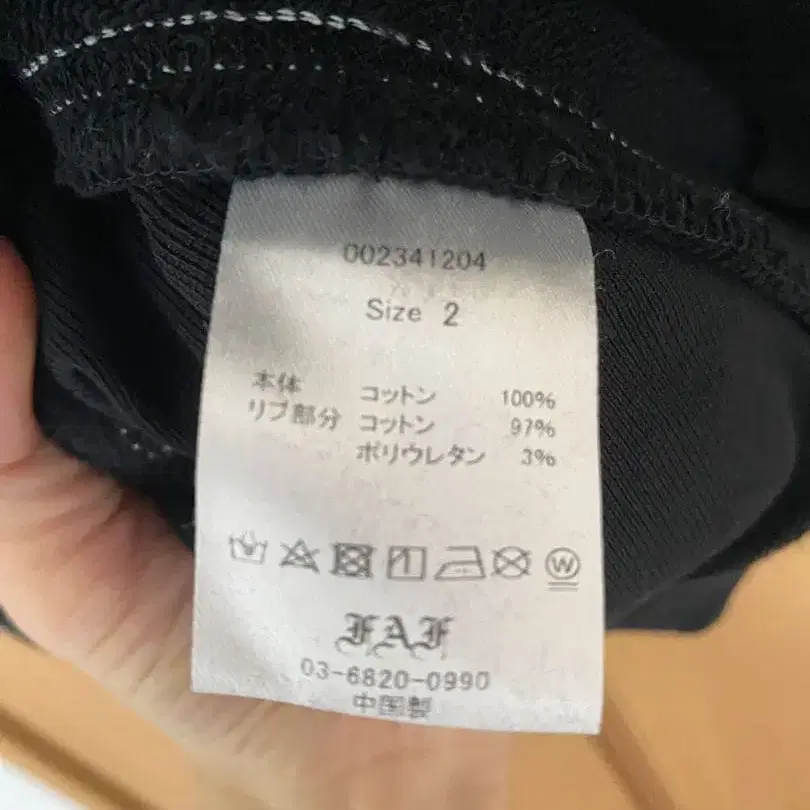 002341204
Size 2
本体 コットン 100%
リブ部分 コットン 97%
ポリウレタン 3%
W
FAF
03-6820-0990
中国製